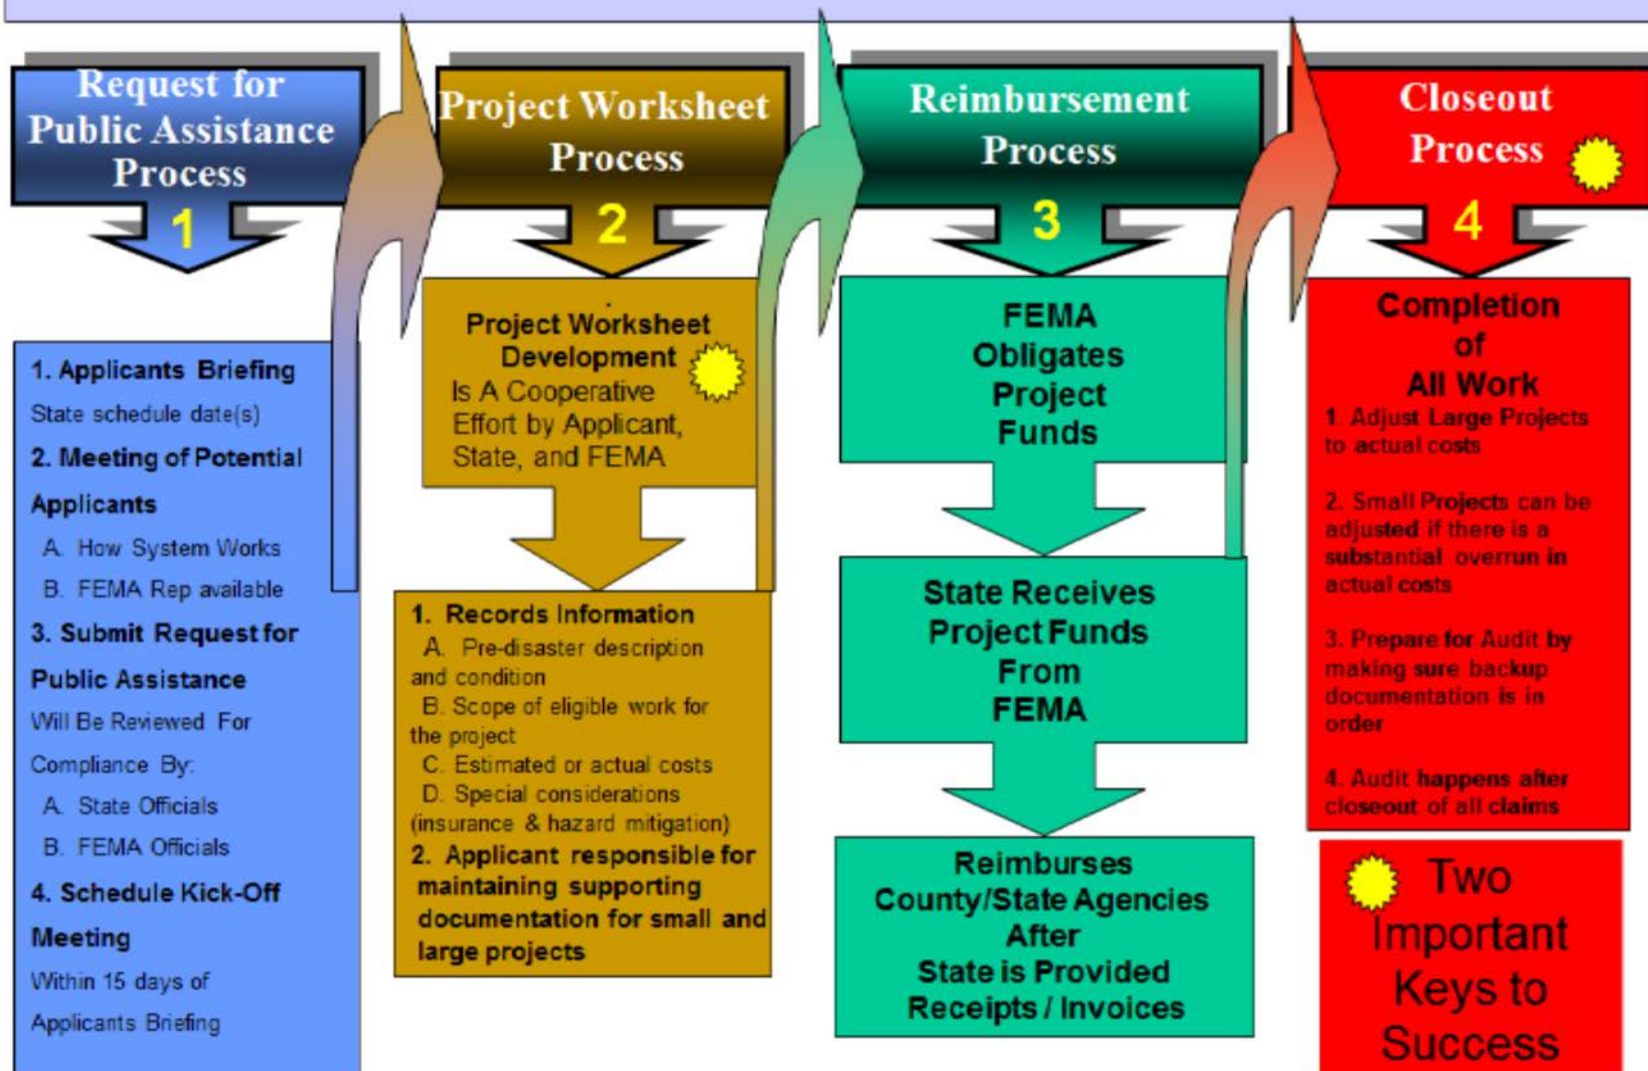 Request for
Public Assistance
Process
1
1. Applicants Briefing
State schedule date(s)
2. Meeting of Potential
Applicants
A. How System Works
B. FEMA Rep available
3. Submit Request for
Public Assistance
Will Be Reviewed For
Compliance By:
A. State Officials
B. FEMA Officials
4. Schedule Kick-Off
Meeting
Within 15 days of
Applicants Briefing
Project Worksheet
Process
2
Project Worksheet
Development
Is A Cooperative
Effort by Applicant,
State, and FEMA
1. Records Information
A. Pre-disaster description
and condition
B. Scope of eligible work for
the project
C. Estimated or actual costs
D. Special considerations
(insurance & hazard mitigation)
2. Applicant responsible for
maintaining supporting
documentation for small and
large projects
Reimbursement
Process
3
FEMA
Obligates
Project
Funds
State Receives
Project Funds
From
FEMA
Reimburses
County/State Agencies
After
State is Provided
Receipts / Invoices
Closeout
Process
4
Completion
of
All Work
1. Adjust Large Projects
to actual costs
2. Small Projects can be
adjusted if there is a
substantial overrun in
actual costs
3. Prepare for Audit by
making sure backup
documentation is in
order
4. Audit happens after
closeout of all claims
Two
Important
Keys to
Success